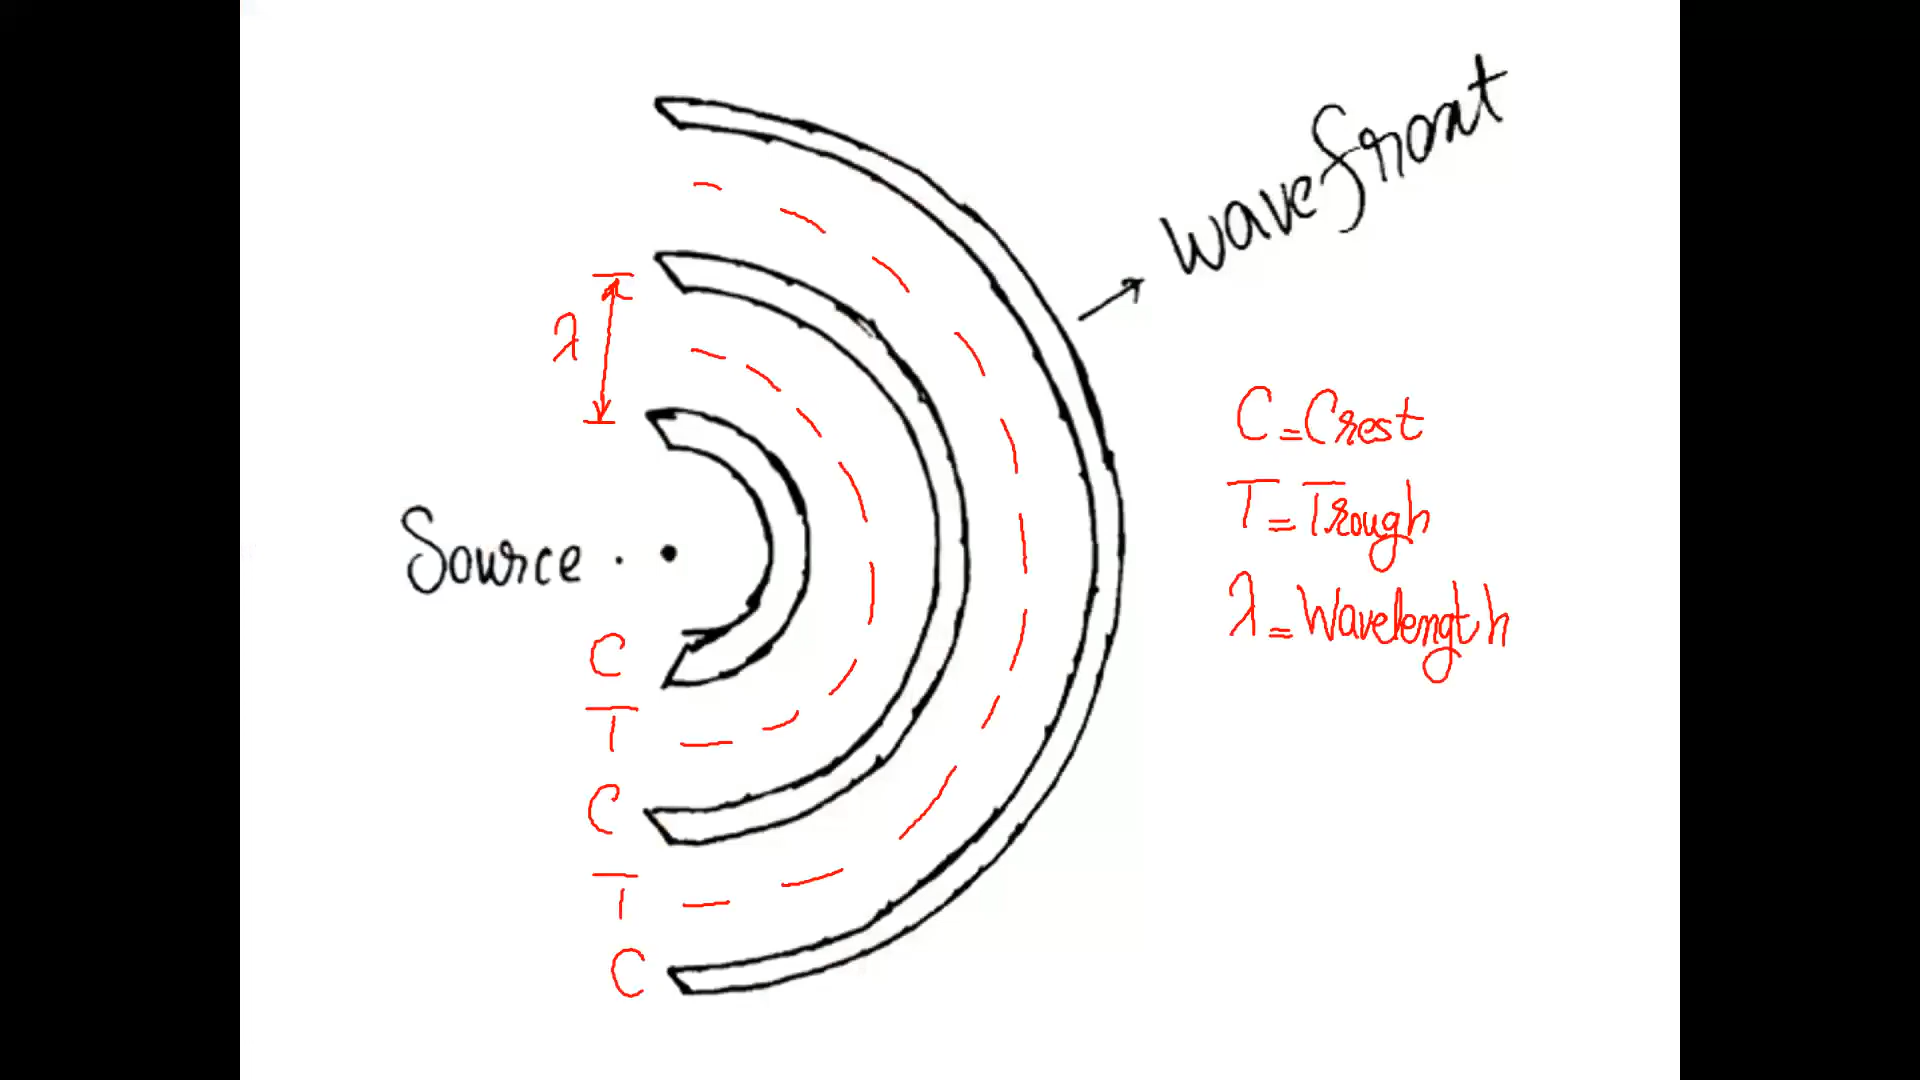 wavefront
λ
C = Crest
T = Trough
Source
λ = Wavelength
C
T
C
T
C